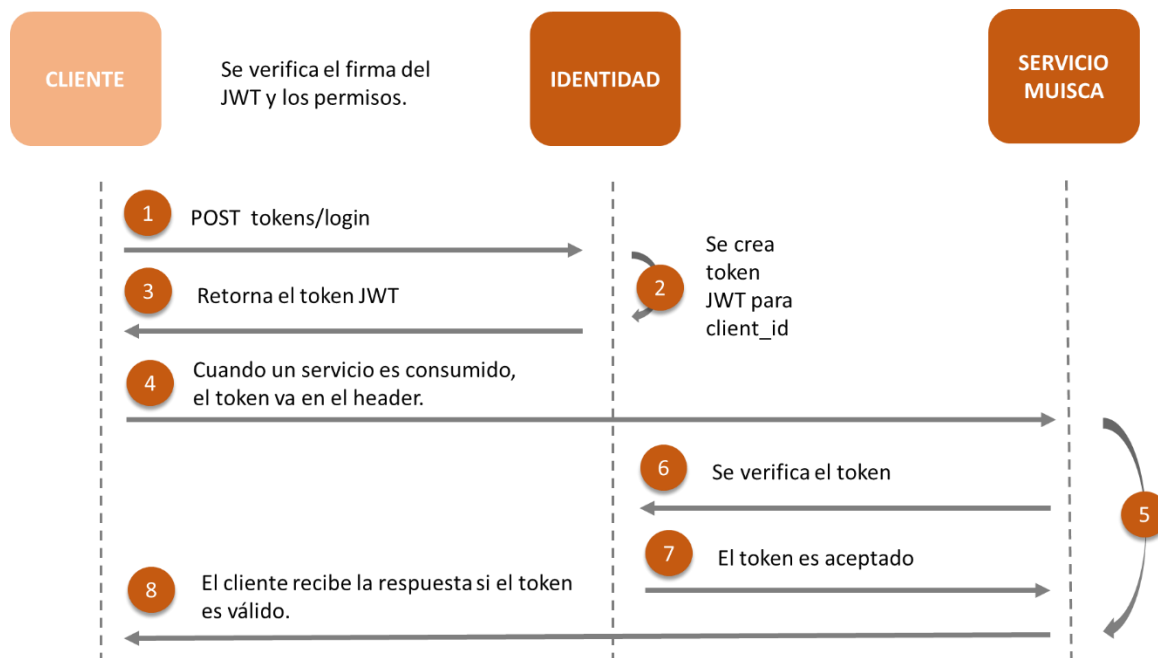 CLIENTE
Se verifica el firma del
JWT y los permisos.
IDENTIDAD
SERVICIO
MUISCA
1
POST tokens/login
2
Se crea
token
JWT para
client_id
3
Retorna el token JWT
4
Cuando un servicio es consumido,
el token va en el header.
5
6
Se verifica el token
7
El token es aceptado
8
El cliente recibe la respuesta si el token
es válido.